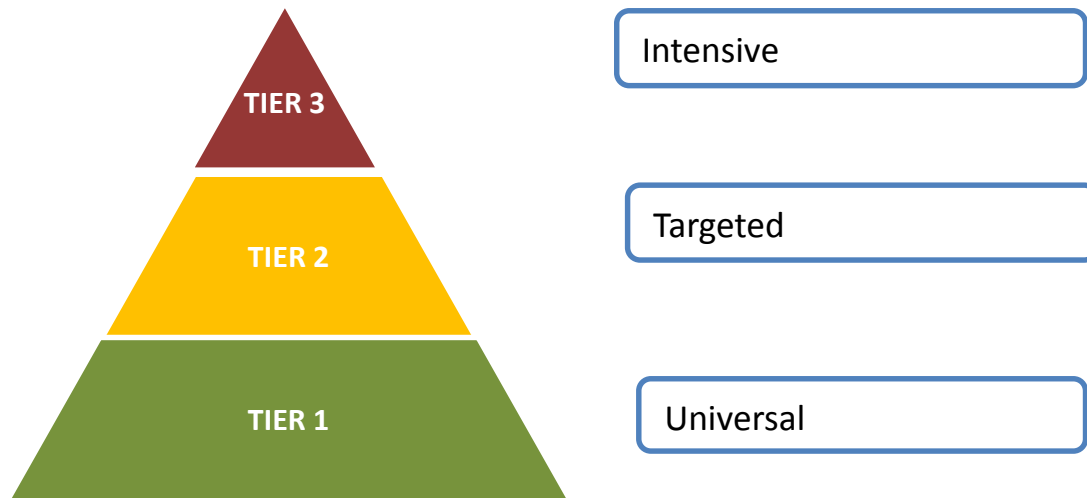 TIER 3
Intensive
TIER 2
Targeted
TIER 1
Universal